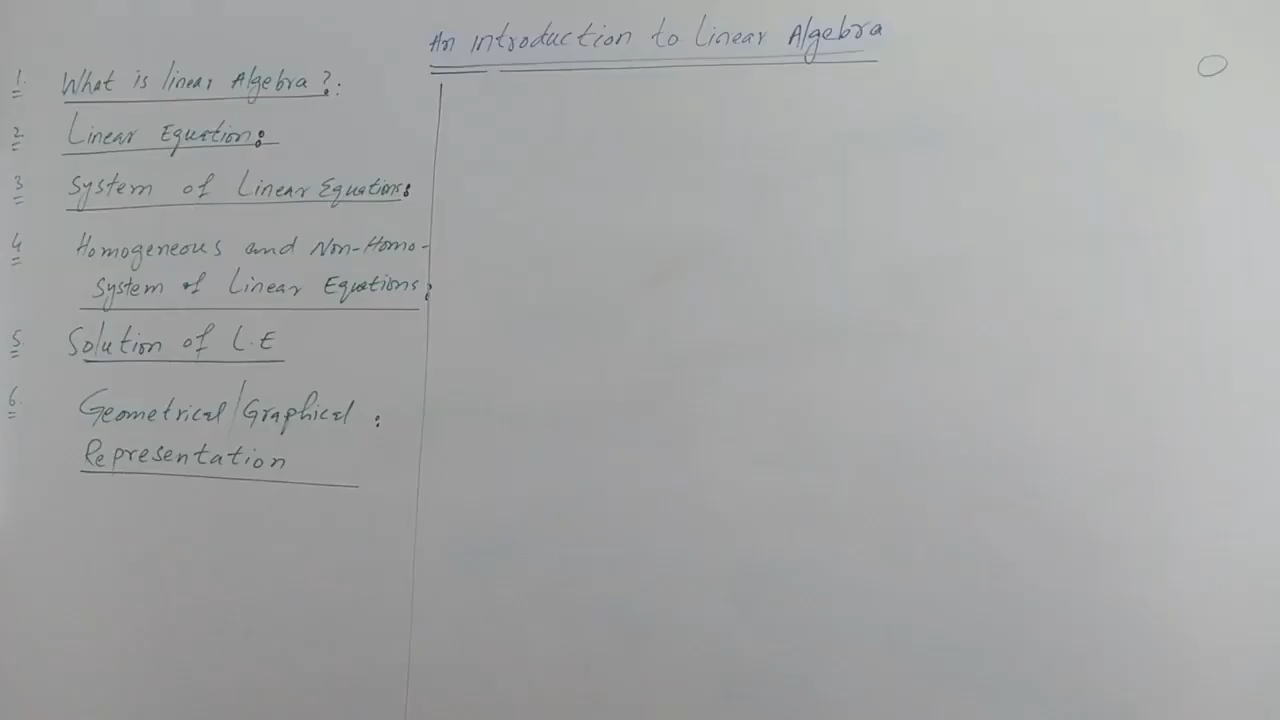 An introduction to Linear Algebra
1. What is linear Algebra?:
2 Linear Equation:
3 System of Linear Equations:
4 Homogeneous and Non-Homo-
System of Linear Equations:
5 Solution of L.E
6. Geometrical/Graphical:
Representation